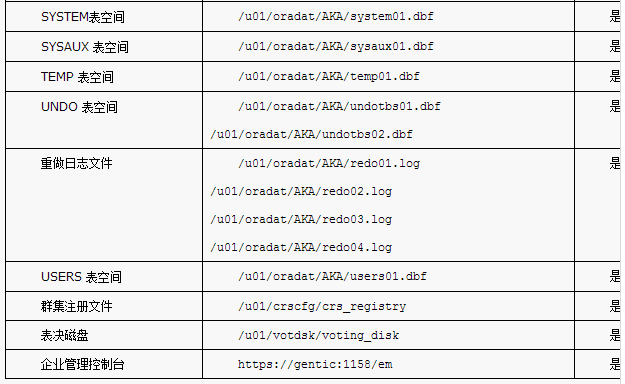 SYSTEM表空间 /u01/oradat/AKA/system01.dbf 是
SYSAUX 表空间 /u01/oradat/AKA/sysaux01.dbf 是
TEMP 表空间 /u01/oradat/AKA/temp01.dbf 是
UNDO 表空间 /u01/oradat/AKA/undotbs01.dbf 是
/u01/oradat/AKA/undotbs02.dbf
重做日志文件 /u01/oradat/AKA/redo01.log 是
/u01/oradat/AKA/redo02.log
/u01/oradat/AKA/redo03.log
/u01/oradat/AKA/redo04.log
USERS 表空间 /u01/oradat/AKA/users01.dbf 是
群集注册文件 /u01/crscfg/crs_registry 是
表决磁盘 /u01/votdsk/voting_disk 是
企业管理控制台 https://gentic:1158/em 是